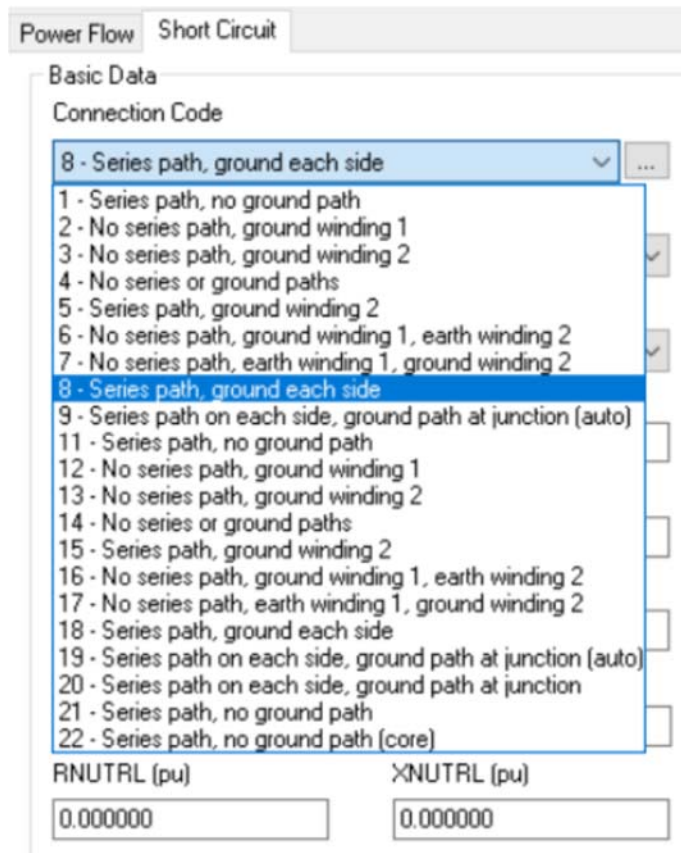 Power Flow Short Circuit
Basic Data
Connection Code
8 - Series path, ground each side ...
1 - Series path, no ground path
2 - No series path, ground winding 1
3 - No series path, ground winding 2
4 - No series or ground paths
5 - Series path, ground winding 2
6 - No series path, ground winding 1, earth winding 2
7 - No series path, earth winding 1, ground winding 2
8 - Series path, ground each side
9 - Series path on each side, ground path at junction (auto)
11 - Series path, no ground path
12 - No series path, ground winding 1
13 - No series path, ground winding 2
14 - No series or ground paths
15 - Series path, ground winding 2
16 - No series path, ground winding 1, earth winding 2
17 - No series path, earth winding 1, ground winding 2
18 - Series path, ground each side
19 - Series path on each side, ground path at junction (auto)
20 - Series path on each side, ground path at junction
21 - Series path, no ground path
22 - Series path, no ground path (core)
RNUTRL (pu) XNUTRL (pu)
0.000000 0.000000